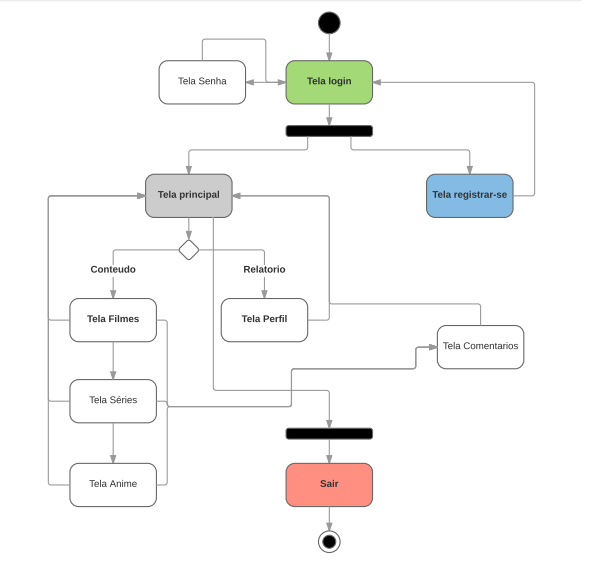 Tela Senha
Tela login
Tela principal
Tela registrar-se
Conteudo
Relatorio
Tela Filmes
Tela Perfil
Tela Comentarios
Tela Séries
Tela Anime
Sair